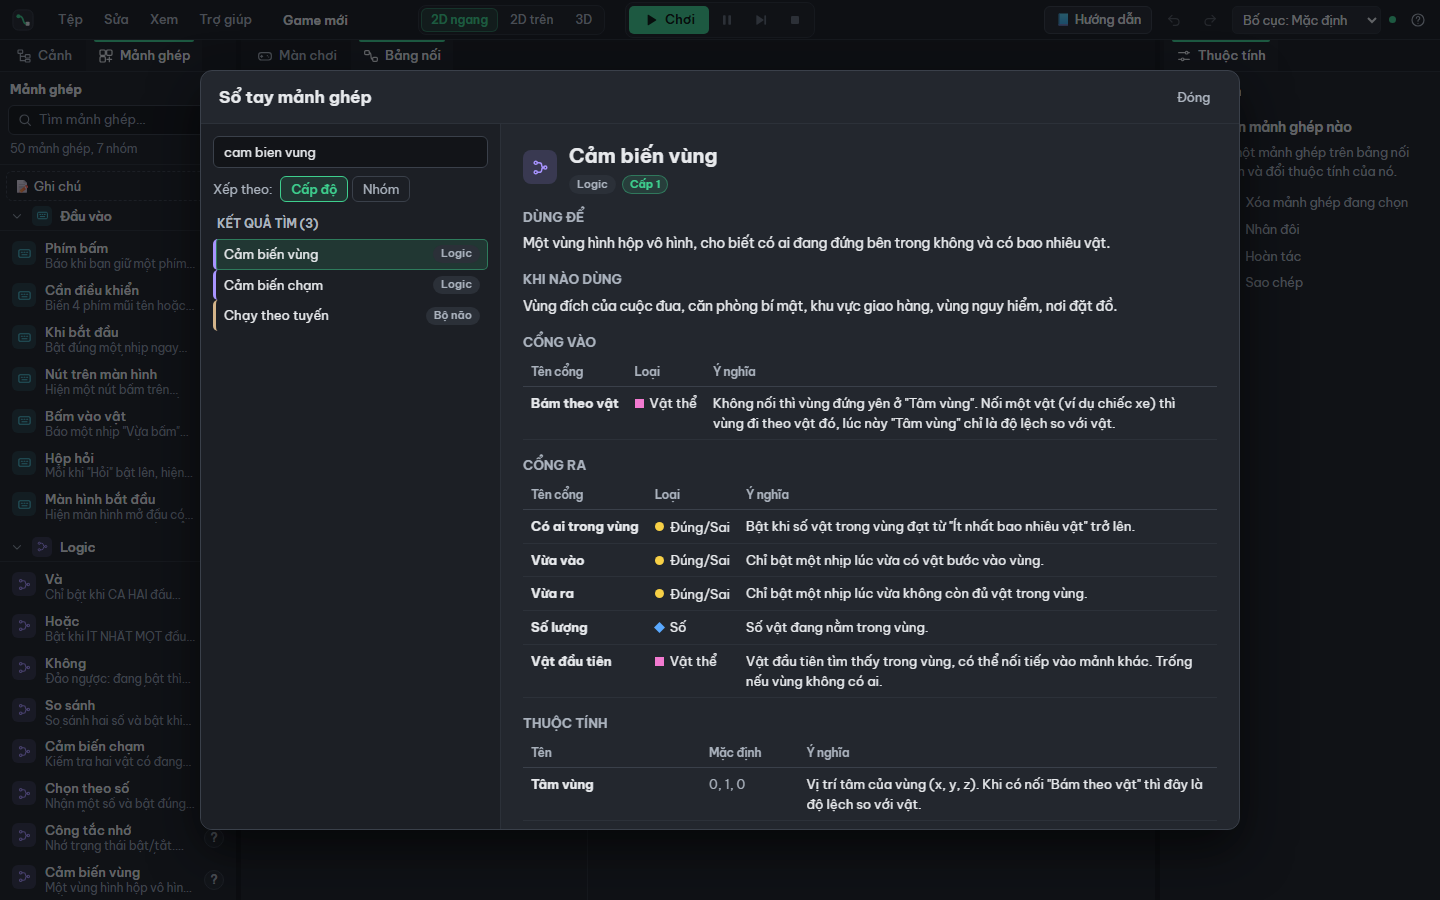 Tệp Sửa Xem Trợ giúp Game mới 2D ngang 2D trên 3D Chơi Hướng dẫn Bố cục: Mặc định
Cảnh Mảnh ghép Màn chơi Bảng nối Thuộc tính
Mảnh ghép
Tìm mảnh ghép...
50 mảnh ghép, 7 nhóm
Ghi chú
Đầu vào
Phím bấm
Báo khi bạn giữ một phím...
Cần điều khiển
Biến 4 phím mũi tên hoặc...
Khi bắt đầu
Bật đúng một nhịp ngay...
Nút trên màn hình
Hiện một nút bấm trên...
Bấm vào vật
Báo một nhịp "Vừa bấm"...
Hộp hỏi
Mỗi khi "Hỏi" bật lên, hiện...
Màn hình bắt đầu
Hiện màn hình mở đầu có...
Logic
Và
Chỉ bật khi CẢ HAI đầu...
Hoặc
Bật khi ÍT NHẤT MỘT đầu...
Không
Đảo ngược: đang bật thì...
So sánh
So sánh hai số và bật khi...
Cảm biến chạm
Kiểm tra hai vật có đang...
Chọn theo số
Nhận một số và bật đúng...
Công tắc nhớ
Nhớ trạng thái bật/tắt....
?
Cảm biến vùng
Một vùng hình hộp vô hìn...
?
Sổ tay mảnh ghép
Đóng
cam bien vung
Xếp theo: Cấp độ Nhóm
KẾT QUẢ TÌM (3)
Cảm biến vùng Logic
Cảm biến chạm Logic
Chạy theo tuyến Bộ não
Cảm biến vùng
Logic Cấp 1
DÙNG ĐỂ
Một vùng hình hộp vô hình, cho biết có ai đang đứng bên trong không và có bao nhiêu vật.
KHI NÀO DÙNG
Vùng đích của cuộc đua, căn phòng bí mật, khu vực giao hàng, vùng nguy hiểm, nơi đặt đồ.
CỔNG VÀO
Tên cổng Loại Ý nghĩa
Bám theo vật Vật thể Không nối thì vùng đứng yên ở "Tâm vùng". Nối một vật (ví dụ chiếc xe) thì
vùng đi theo vật đó, lúc này "Tâm vùng" chỉ là độ lệch so với vật.
CỔNG RA
Tên cổng Loại Ý nghĩa
Có ai trong vùng Đúng/Sai Bật khi số vật trong vùng đạt từ "Ít nhất bao nhiêu vật" trở lên.
Vừa vào Đúng/Sai Chỉ bật một nhịp lúc vừa có vật bước vào vùng.
Vừa ra Đúng/Sai Chỉ bật một nhịp lúc vừa không còn đủ vật trong vùng.
Số lượng Số Số vật đang nằm trong vùng.
Vật đầu tiên Vật thể Vật đầu tiên tìm thấy trong vùng, có thể nối tiếp vào mảnh khác. Trống
nếu vùng không có ai.
THUỘC TÍNH
Tên Mặc định Ý nghĩa
Tâm vùng 0, 1, 0 Vị trí tâm của vùng (x, y, z). Khi có nối "Bám theo vật" thì đây là
độ lệch so với vật.
mảnh ghép nào
một mảnh ghép trên bảng nối
và đổi thuộc tính của nó.
Xóa mảnh ghép đang chọn
Nhân đôi
Hoàn tác
Sao chép